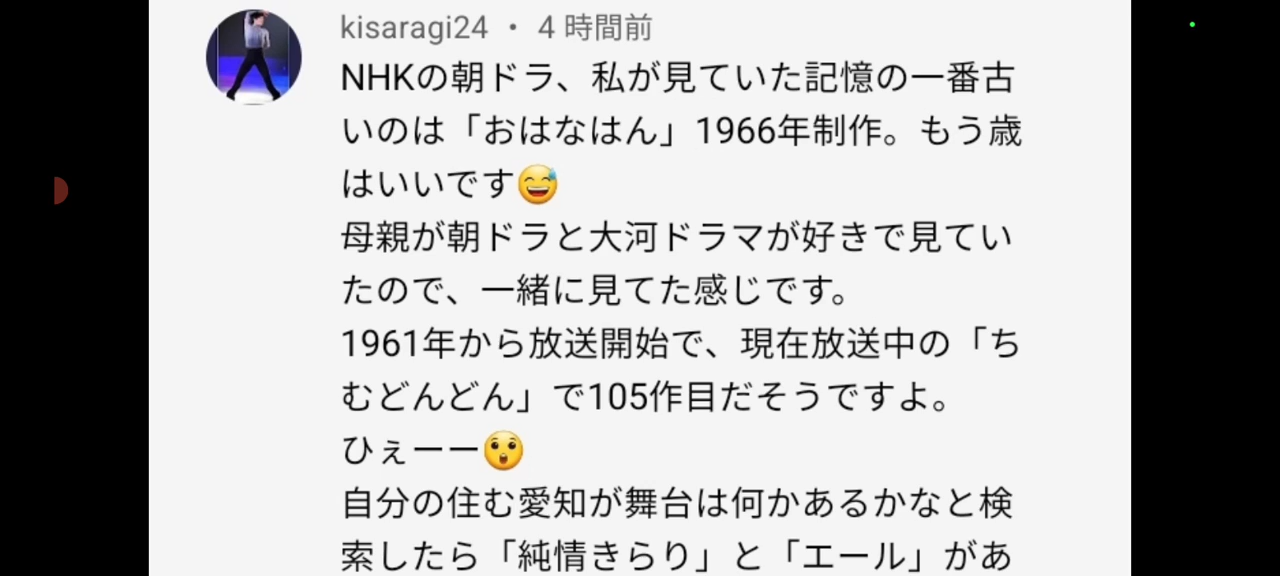 kisaragi24 ・ 4 時間前
NHKの朝ドラ、私が見ていた記憶の一番古
いのは「おはなはん」1966年制作。もう歳
はいいです😅
母親が朝ドラと大河ドラマが好きで見てい
たので、一緒に見てた感じです。
1961年から放送開始で、現在放送中の「ち
むどんどん」で105作目だそうですよ。
ひぇーー😲
自分の住む愛知が舞台は何かあるかなと検
索したら「純情きらり」と「エール」があ